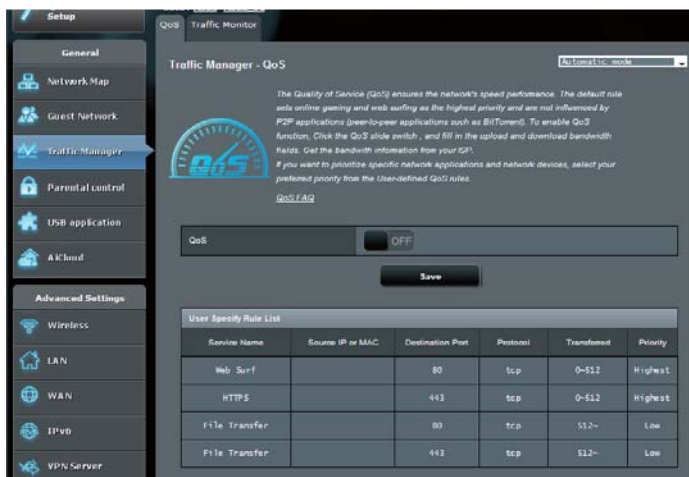 Setup
QoS
Traffic Monitor
General
Network Map
Guest Network
Traffic Manager
Parental control
USB application
AiCloud
Advanced Settings
Wireless
LAN
WAN
IPv6
VPN Server
Traffic Manager - QoS
Automatic mode
QoS
The Quality of Service (QoS) ensures the network's speed perfomance. The default rule
sets online gaming and web surfing as the highest priority and are not influenced by
P2P applications (peer-to-peer applications such as BitTorrent). To enable QoS
function, Click the QoS slide switch , and fill in the upload and download bandwidth
fields. Get the bandwith information from your ISP.
If you want to prioritize specific network applications and network devices, select your
preferred priority from the User-defined QoS rules.
QoS FAQ
QoS
OFF
Save
User Specify Rule List
Service Name Source IP or MAC Destination Port Protocol Transferred Priority
Web Surf 80 tcp 0~512 Highest
HTTPS 443 tcp 0~512 Highest
File Transfer 80 tcp 512~ Low
File Transfer 443 tcp 512~ Low